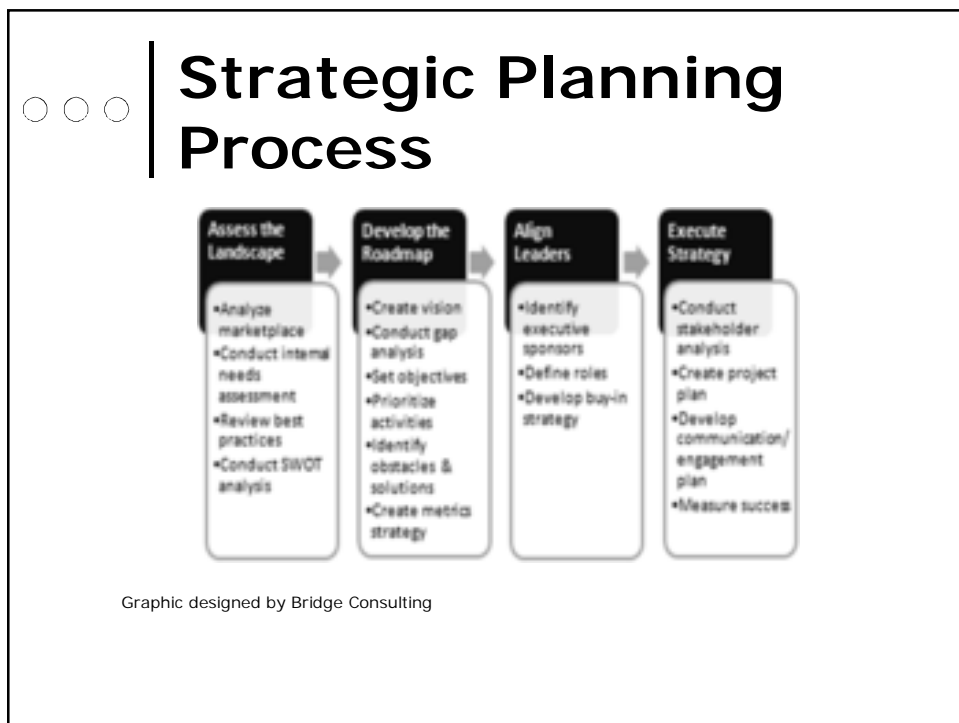 Strategic Planning
Process
Assess the
Landscape
•Analyze
marketplace
•Conduct internal
needs
assessment
•Review best
practices
•Conduct SWOT
analysis
Develop the
Roadmap
•Create vision
•Conduct gap
analysis
•Set objectives
•Prioritize
activities
•Identify
obstacles &
solutions
•Create metrics
strategy
Align
Leaders
•Identify
executive
sponsors
•Define roles
•Develop buy-in
strategy
Execute
Strategy
•Conduct
stakeholder
analysis
•Create project
plan
•Develop
communication/
engagement
plan
•Measure success
Graphic designed by Bridge Consulting